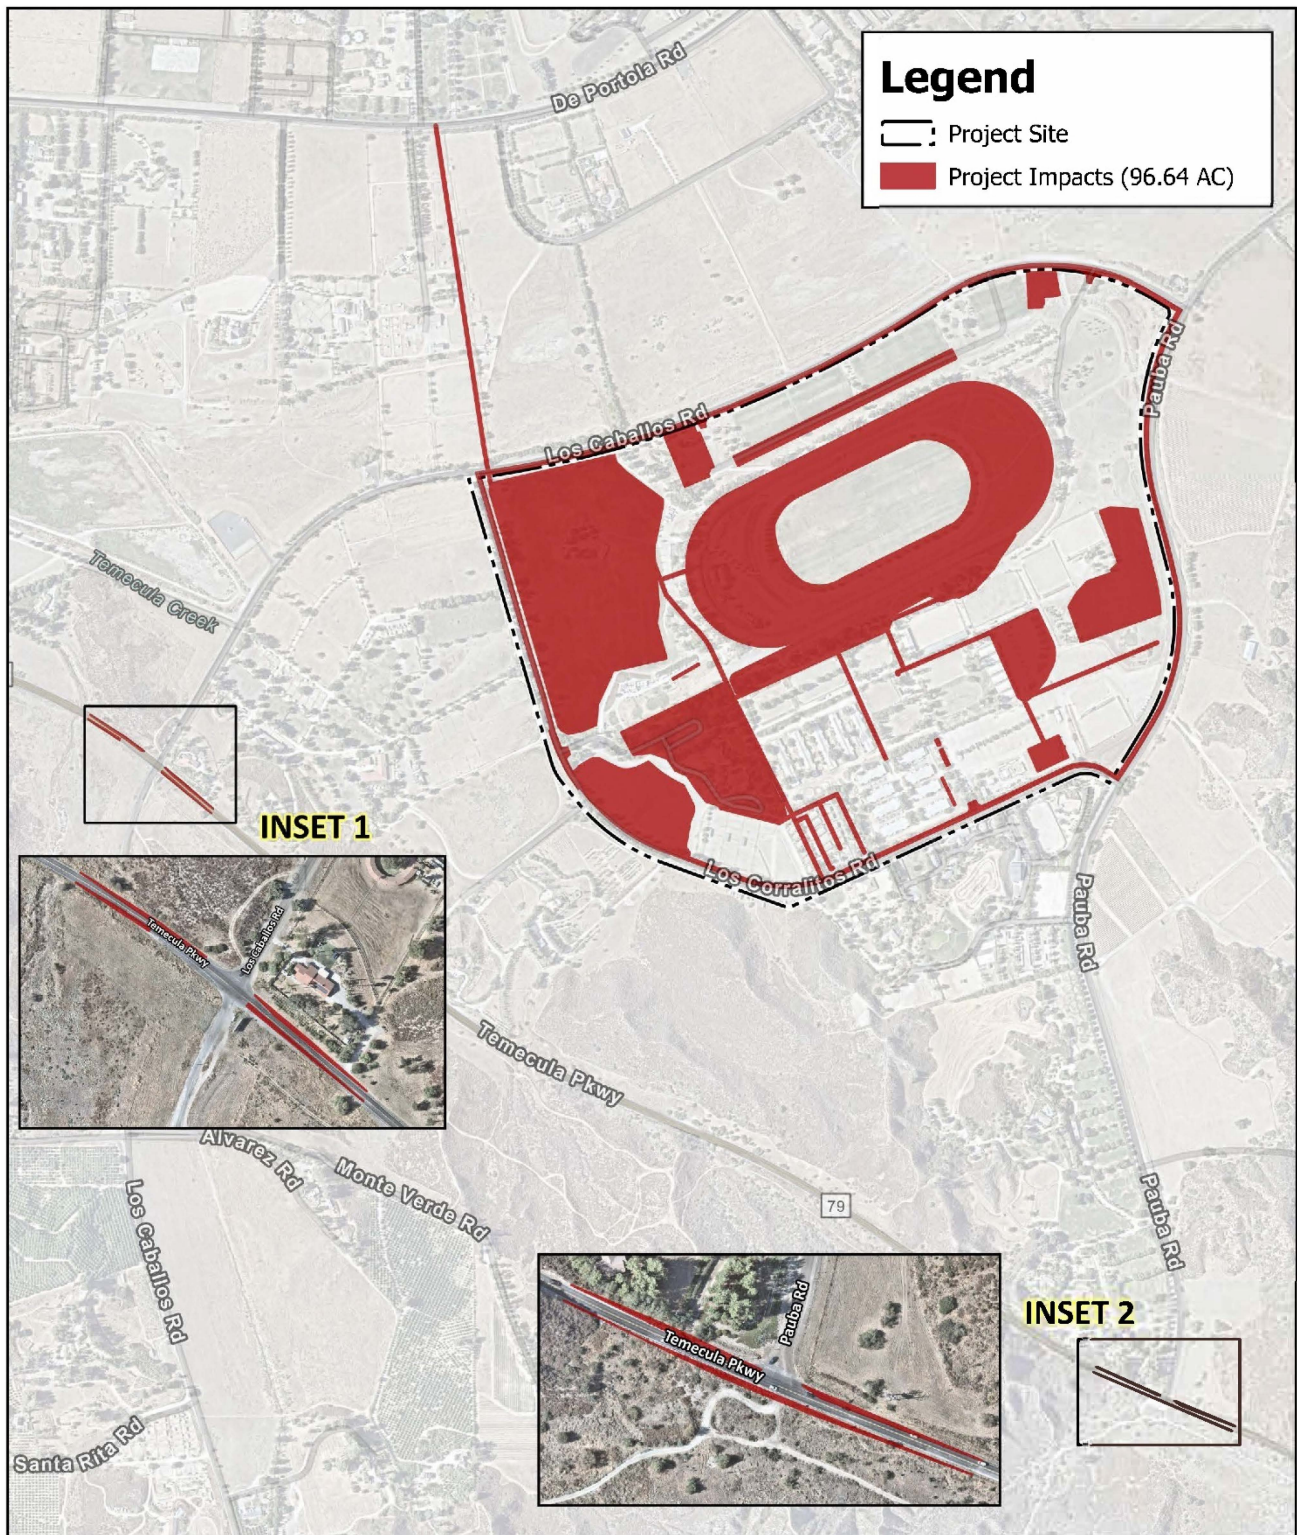 De Portola Rd
Legend
Project Site
Project Impacts (96.64 AC)
Pauba Rd
Los Caballos Rd
Temecula Creek
INSET 1
Los Corralitos Rd
Temecula Pkwy
Los Caballos Rd
Pauba Rd
Temecula Pkwy
Alvarez Rd
Monte Verde Rd
Los Caballos Rd
79
Pauba Rd
Pauba Rd
Temecula Pkwy
INSET 2
Santa Rita Rd